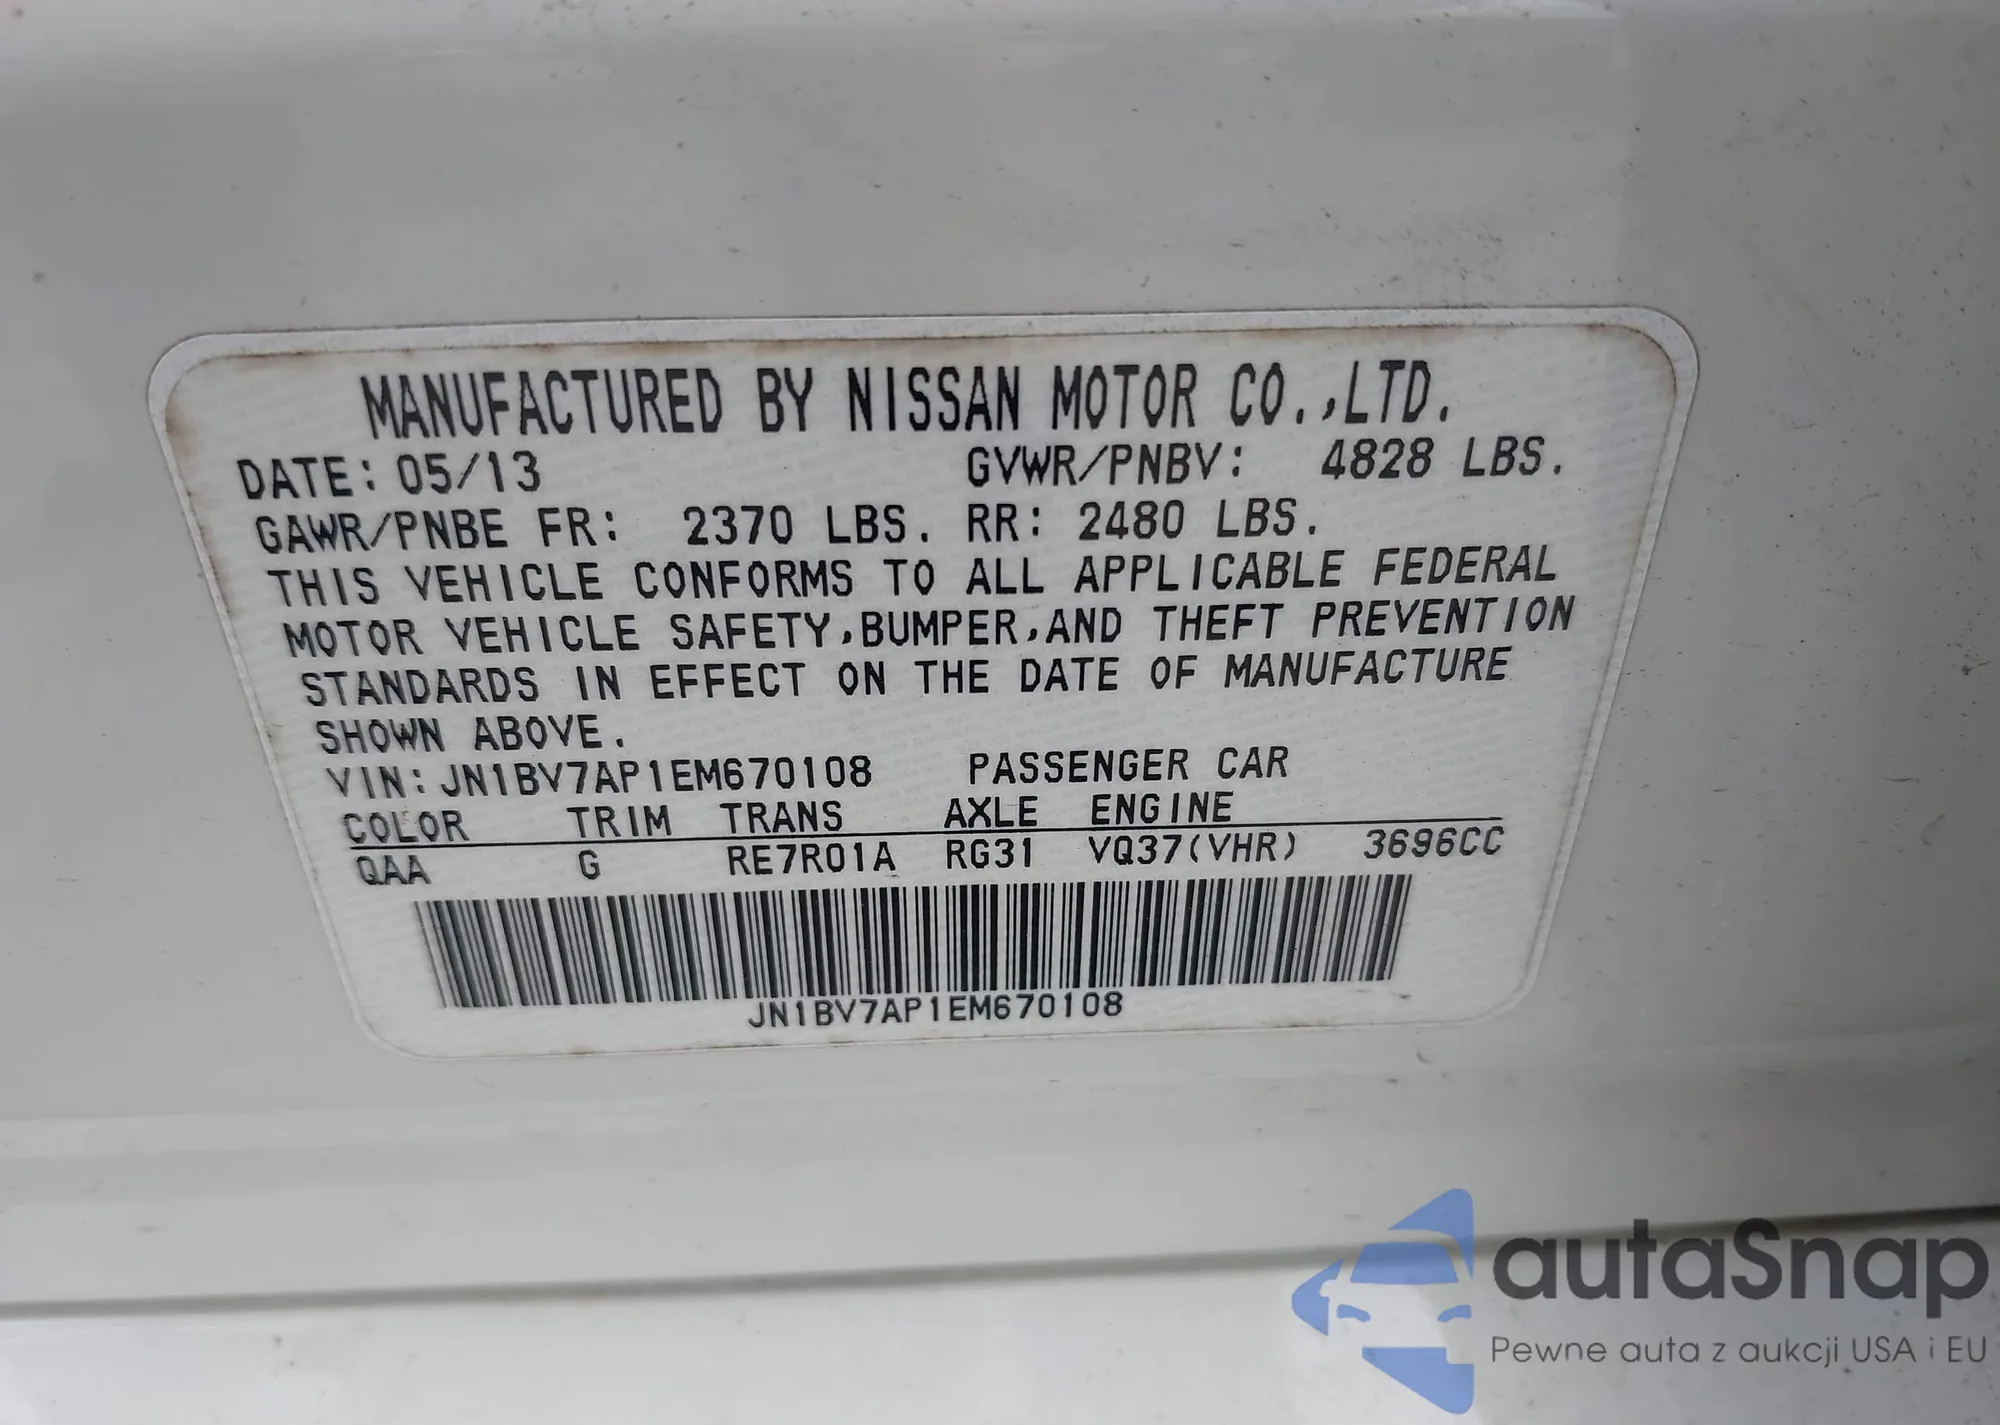 MANUFACTURED BY NISSAN MOTOR CO.,LTD.
DATE: 05/13 GVWR/PNBV: 4828 LBS.
GAWR/PNBE FR: 2370 LBS. RR: 2480 LBS.
THIS VEHICLE CONFORMS TO ALL APPLICABLE FEDERAL
MOTOR VEHICLE SAFETY,BUMPER,AND THEFT PREVENTION
STANDARDS IN EFFECT ON THE DATE OF MANUFACTURE
SHOWN ABOVE.
VIN:JN1BV7AP1EM670108 PASSENGER CAR
COLOR TRIM TRANS AXLE ENGINE
QAA G RE7R01A RG31 VQ37(VHR) 3696CC
JN1BV7AP1EM670108
autaSnap
Pewne auta z aukcji USA i EU